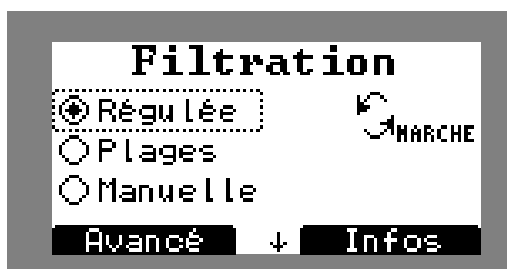 Filtration
Régulée
MARCHE
Plages
Manuelle
Avancé ↓ Infos